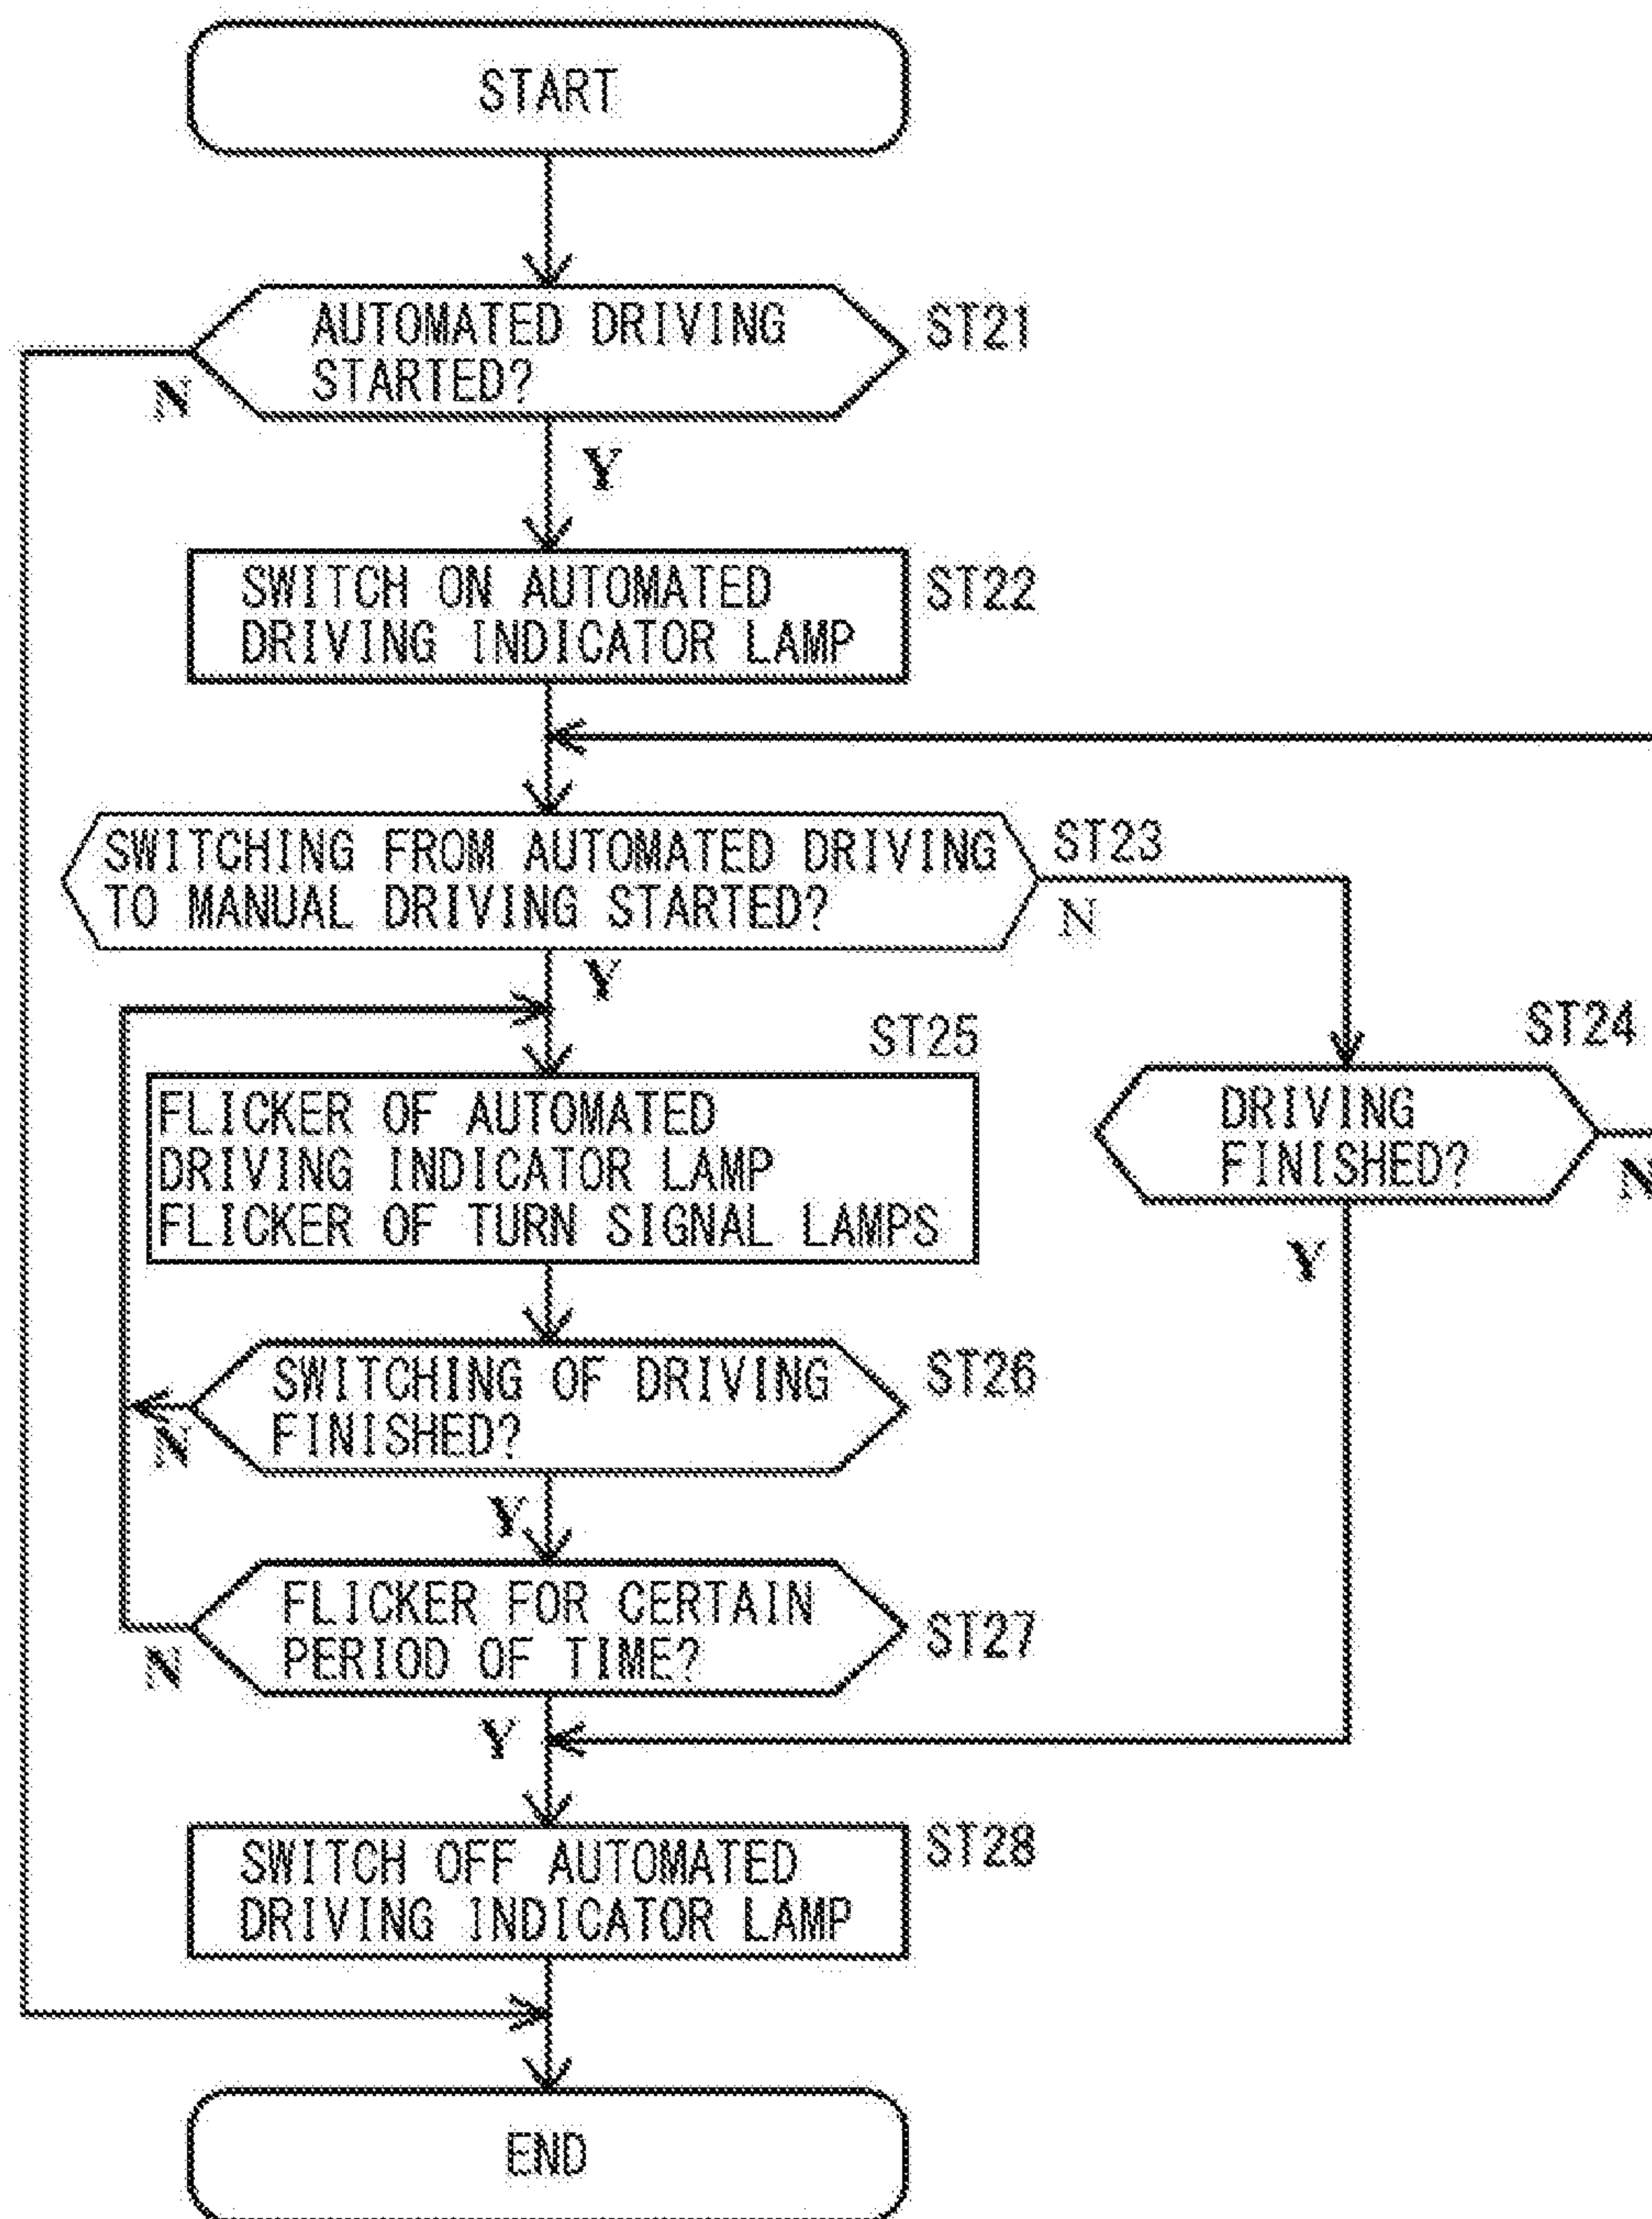 START
AUTOMATED DRIVING
STARTED?
ST21
N
Y
SWITCH ON AUTOMATED
DRIVING INDICATOR LAMP
ST22
SWITCHING FROM AUTOMATED DRIVING
TO MANUAL DRIVING STARTED?
ST23
N
Y
ST24
DRIVING
FINISHED?
N
Y
ST25
FLICKER OF AUTOMATED
DRIVING INDICATOR LAMP
FLICKER OF TURN SIGNAL LAMPS
SWITCHING OF DRIVING
FINISHED?
ST26
N
Y
FLICKER FOR CERTAIN
PERIOD OF TIME?
ST27
N
Y
SWITCH OFF AUTOMATED
DRIVING INDICATOR LAMP
ST28
END